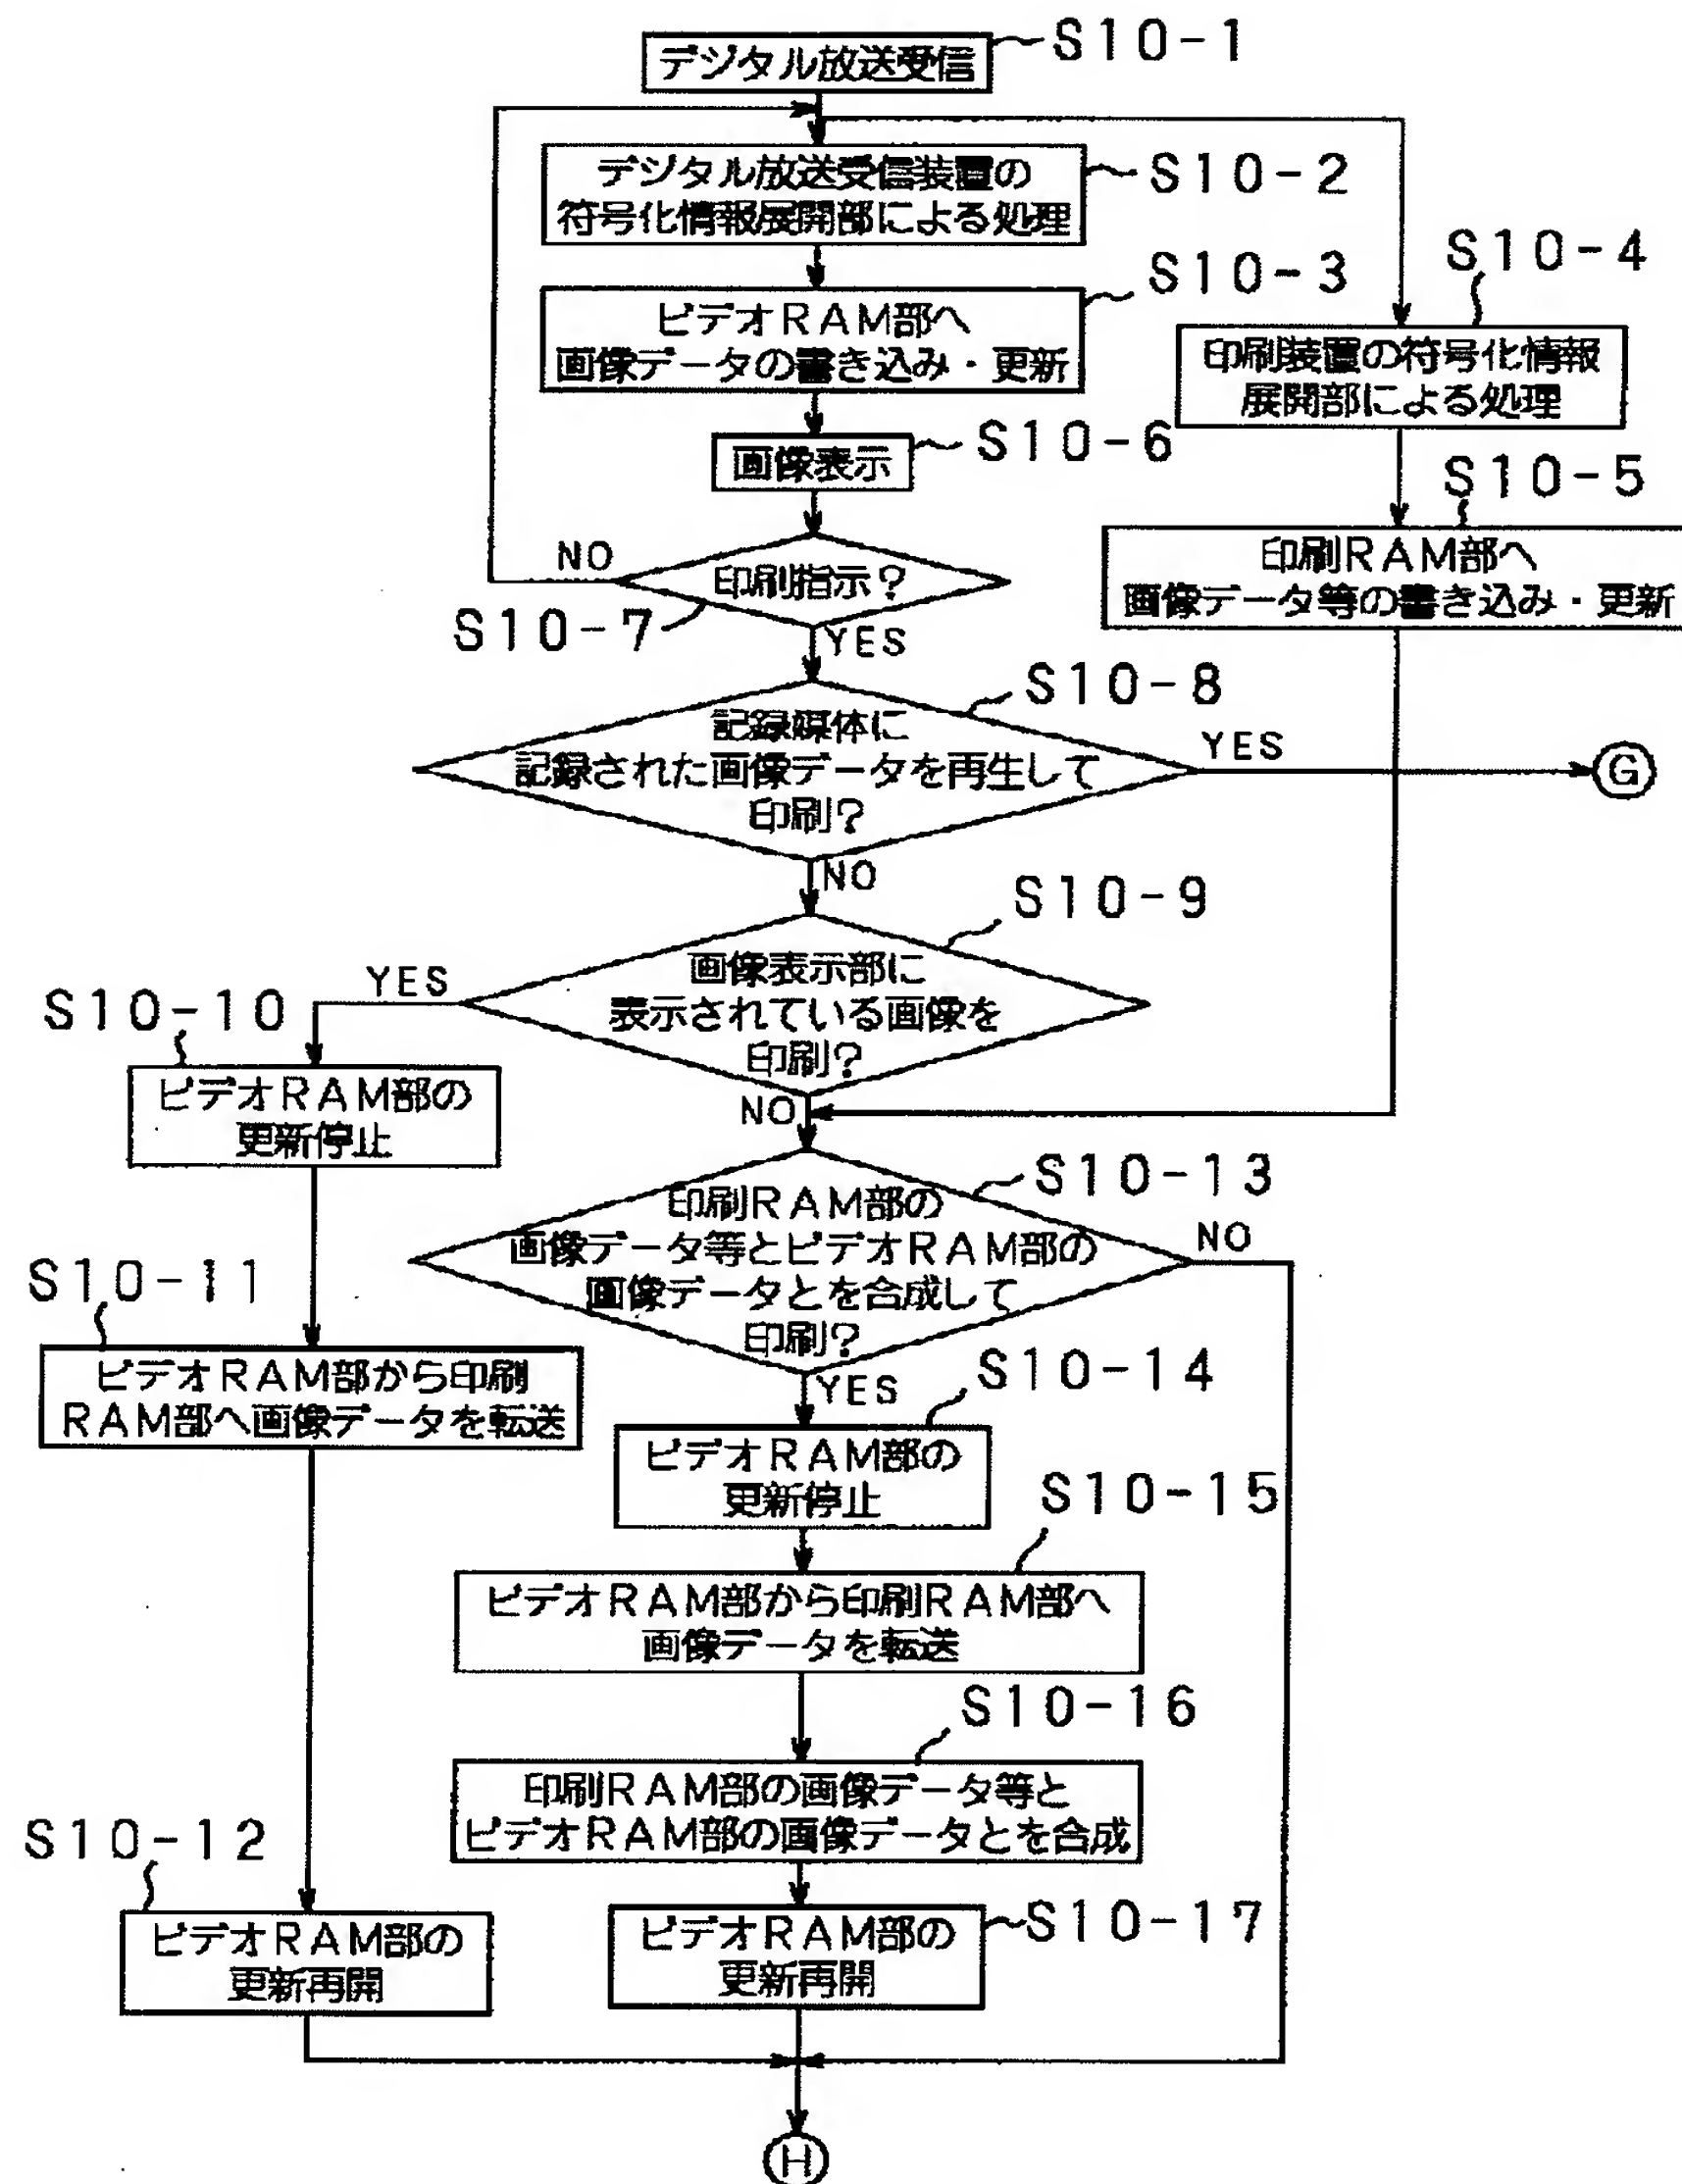 デジタル放送受信
S10-1
デジタル放送受信装置の
符号化情報展開部による処理
S10-2
ビデオRAM部へ
画像データの書き込み・更新
S10-3
S10-4
印刷装置の符号化情報
展開部による処理
画像表示
S10-6
S10-5
印刷RAM部へ
画像データ等の書き込み・更新
NO
印刷指示?
S10-7
YES
S10-8
記録媒体に
記録された画像データを再生して
印刷?
YES
G
NO
S10-9
画像表示部に
表示されている画像を
印刷?
YES
NO
S10-10
ビデオRAM部の
更新停止
S10-13
印刷RAM部の
画像データ等とビデオRAM部の
画像データとを合成して
印刷?
NO
YES
S10-11
ビデオRAM部から印刷
RAM部へ画像データを転送
S10-14
ビデオRAM部の
更新停止
S10-15
ビデオRAM部から印刷RAM部へ
画像データを転送
S10-16
印刷RAM部の画像データ等と
ビデオRAM部の画像データとを合成
S10-12
ビデオRAM部の
更新再開
S10-17
ビデオRAM部の
更新再開
H